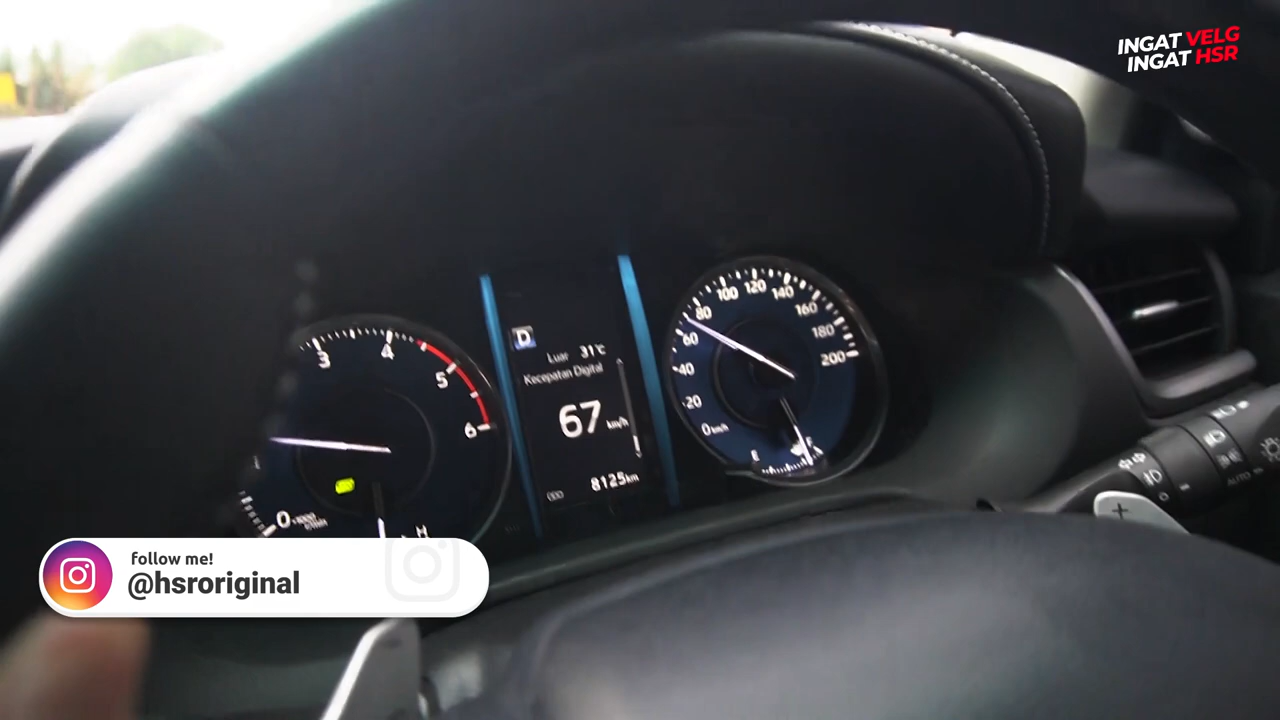 INGAT VELG
INGAT HSR
80
100
120
140
160
180
200
60
40
20
0 km/h
E
D
Luar 31°C
Kecepatan Digital
67 km/h
8125 km
3
4
5
6
0
H
AUTO
+
follow me!
@hsroriginal